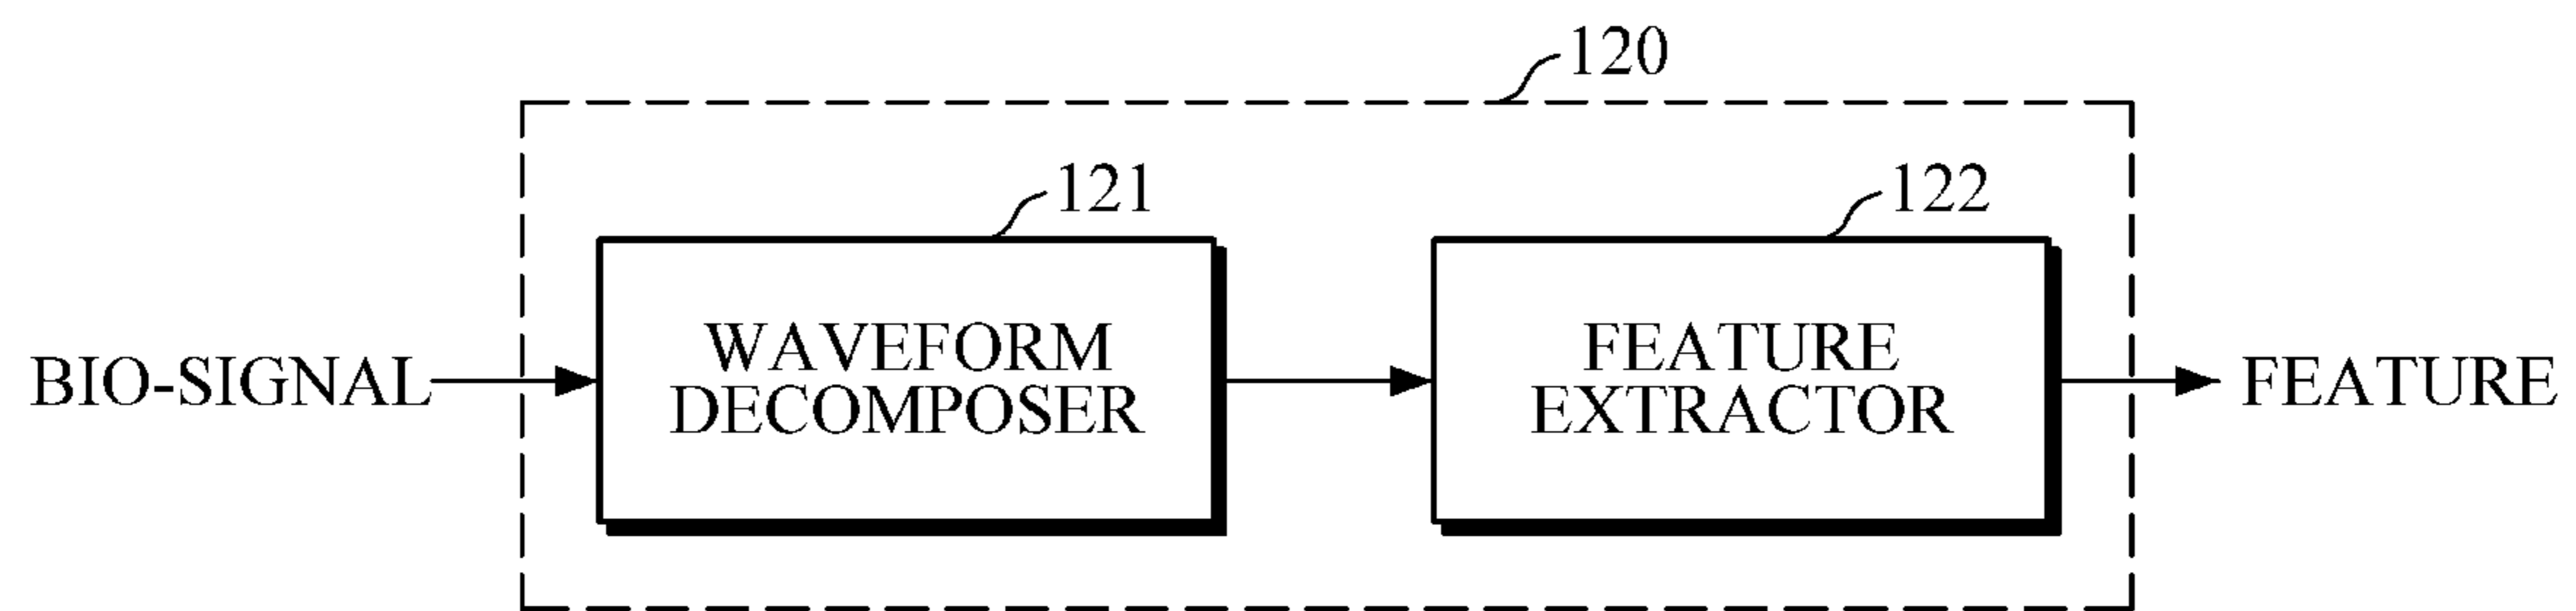 120
121
122
BIO-SIGNAL
WAVEFORM
DECOMPOSER
FEATURE
EXTRACTOR
FEATURE